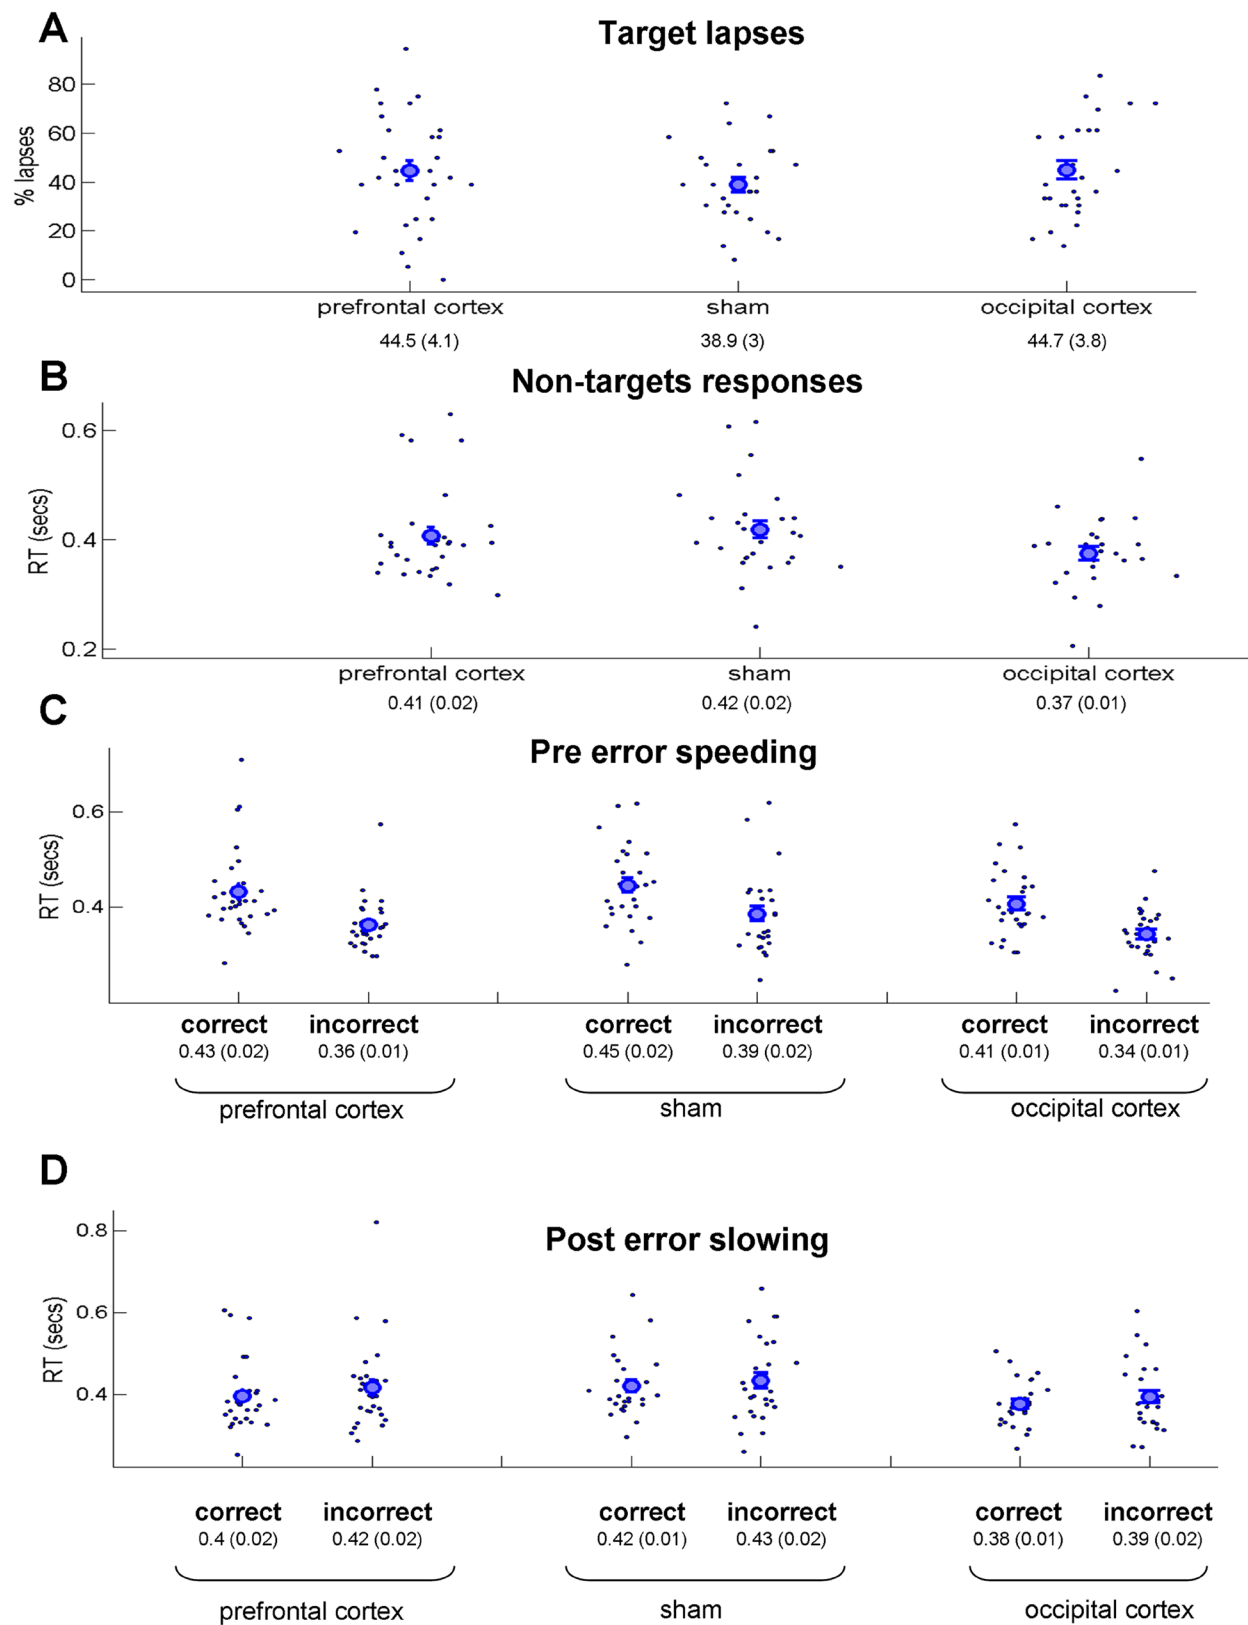 A
Target lapses
% lapses
80
60
40
20
0
prefrontal cortex sham occipital cortex
44.5 (4.1) 38.9 (3) 44.7 (3.8)
B
Non-targets responses
RT (secs)
0.6
0.4
0.2
prefrontal cortex sham occipital cortex
0.41 (0.02) 0.42 (0.02) 0.37 (0.01)
C
Pre error speeding
RT (secs)
0.6
0.4
correct incorrect correct incorrect correct incorrect
0.43 (0.02) 0.36 (0.01) 0.45 (0.02) 0.39 (0.02) 0.41 (0.01) 0.34 (0.01)
prefrontal cortex sham occipital cortex
D
Post error slowing
RT (secs)
0.8
0.6
0.4
correct incorrect correct incorrect correct incorrect
0.4 (0.02) 0.42 (0.02) 0.42 (0.01) 0.43 (0.02) 0.38 (0.01) 0.39 (0.02)
prefrontal cortex sham occipital cortex